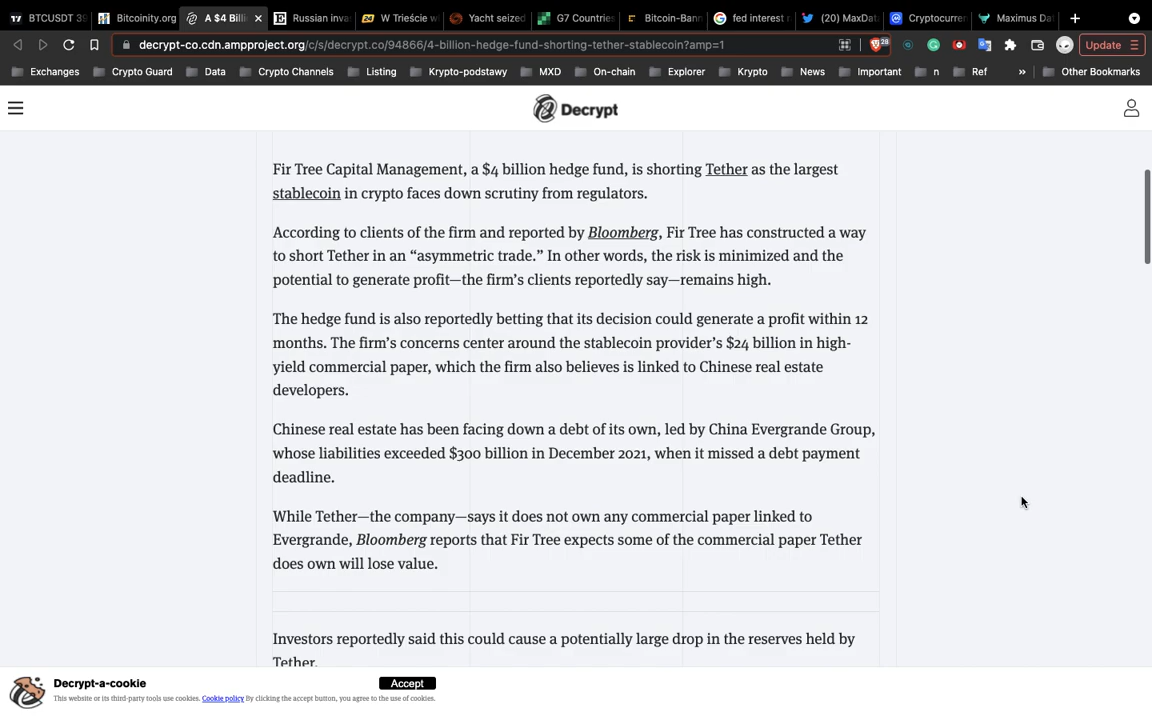 BTCUSDT 39
Bitcoinity.org
A $4 Billi
Russian inva
W Trieście w
Yacht seized
G7 Countries
Bitcoin-Bann
fed interest r
(20) MaxDat
Cryptocurren
Maximus Da
decrypt-co.cdn.ampproject.org/c/s/decrypt.co/94866/4-billion-hedge-fund-shorting-tether-stablecoin?amp=1
28
Update
Exchanges
Crypto Guard
Data
Crypto Channels
Listing
Krypto-podstawy
MXD
On-chain
Explorer
Krypto
News
Important
n
Ref
»
Other Bookmarks
Decrypt
Fir Tree Capital Management, a $4 billion hedge fund, is shorting Tether as the largest
stablecoin in crypto faces down scrutiny from regulators.
According to clients of the firm and reported by Bloomberg, Fir Tree has constructed a way
to short Tether in an “asymmetric trade.” In other words, the risk is minimized and the
potential to generate profit—the firm’s clients reportedly say—remains high.
The hedge fund is also reportedly betting that its decision could generate a profit within 12
months. The firm’s concerns center around the stablecoin provider’s $24 billion in high-
yield commercial paper, which the firm also believes is linked to Chinese real estate
developers.
Chinese real estate has been facing down a debt of its own, led by China Evergrande Group,
whose liabilities exceeded $300 billion in December 2021, when it missed a debt payment
deadline.
While Tether—the company—says it does not own any commercial paper linked to
Evergrande, Bloomberg reports that Fir Tree expects some of the commercial paper Tether
does own will lose value.
Investors reportedly said this could cause a potentially large drop in the reserves held by
Tether.
Decrypt-a-cookie
Accept
This website or its third-party tools use cookies. Cookie policy By clicking the accept button, you agree to the use of cookies.